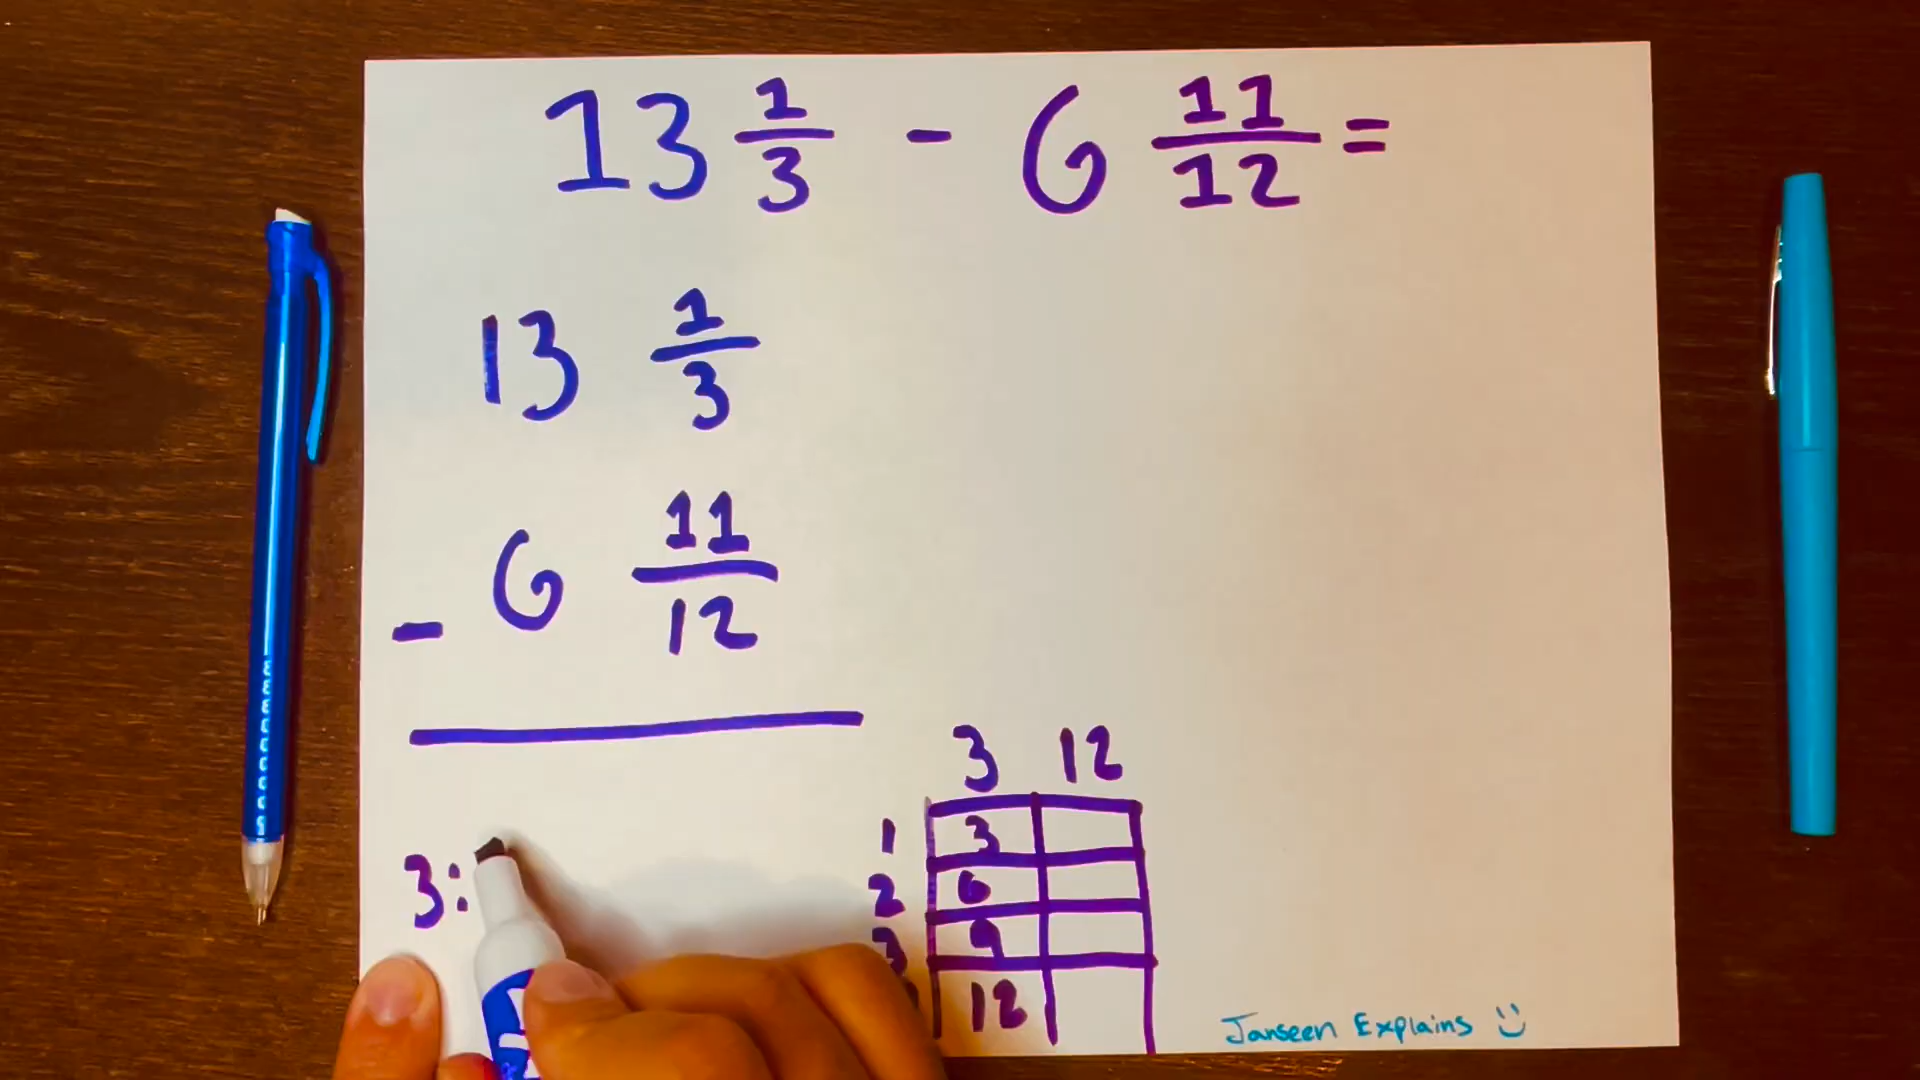 13 1/3 - 6 11/12 =
13 1/3
- 6 11/12
3 12
1 3
2 6
3 9
12
3:
Janseen Explains :)